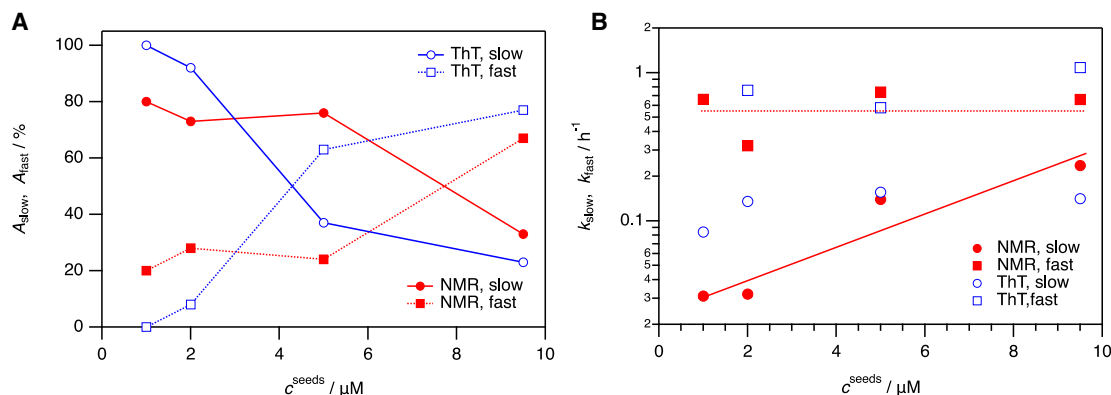 A
A_slow, A_fast / %
100
80
60
40
20
0
ThT, slow
ThT, fast
NMR, slow
NMR, fast
0 2 4 6 8 10
c^seeds / μM
B
k_slow, k_fast / h^-1
2
1
6
5
4
3
2
0.1
6
5
4
3
2
NMR, slow
NMR, fast
ThT, slow
ThT,fast
0 2 4 6 8 10
c^seeds / μM